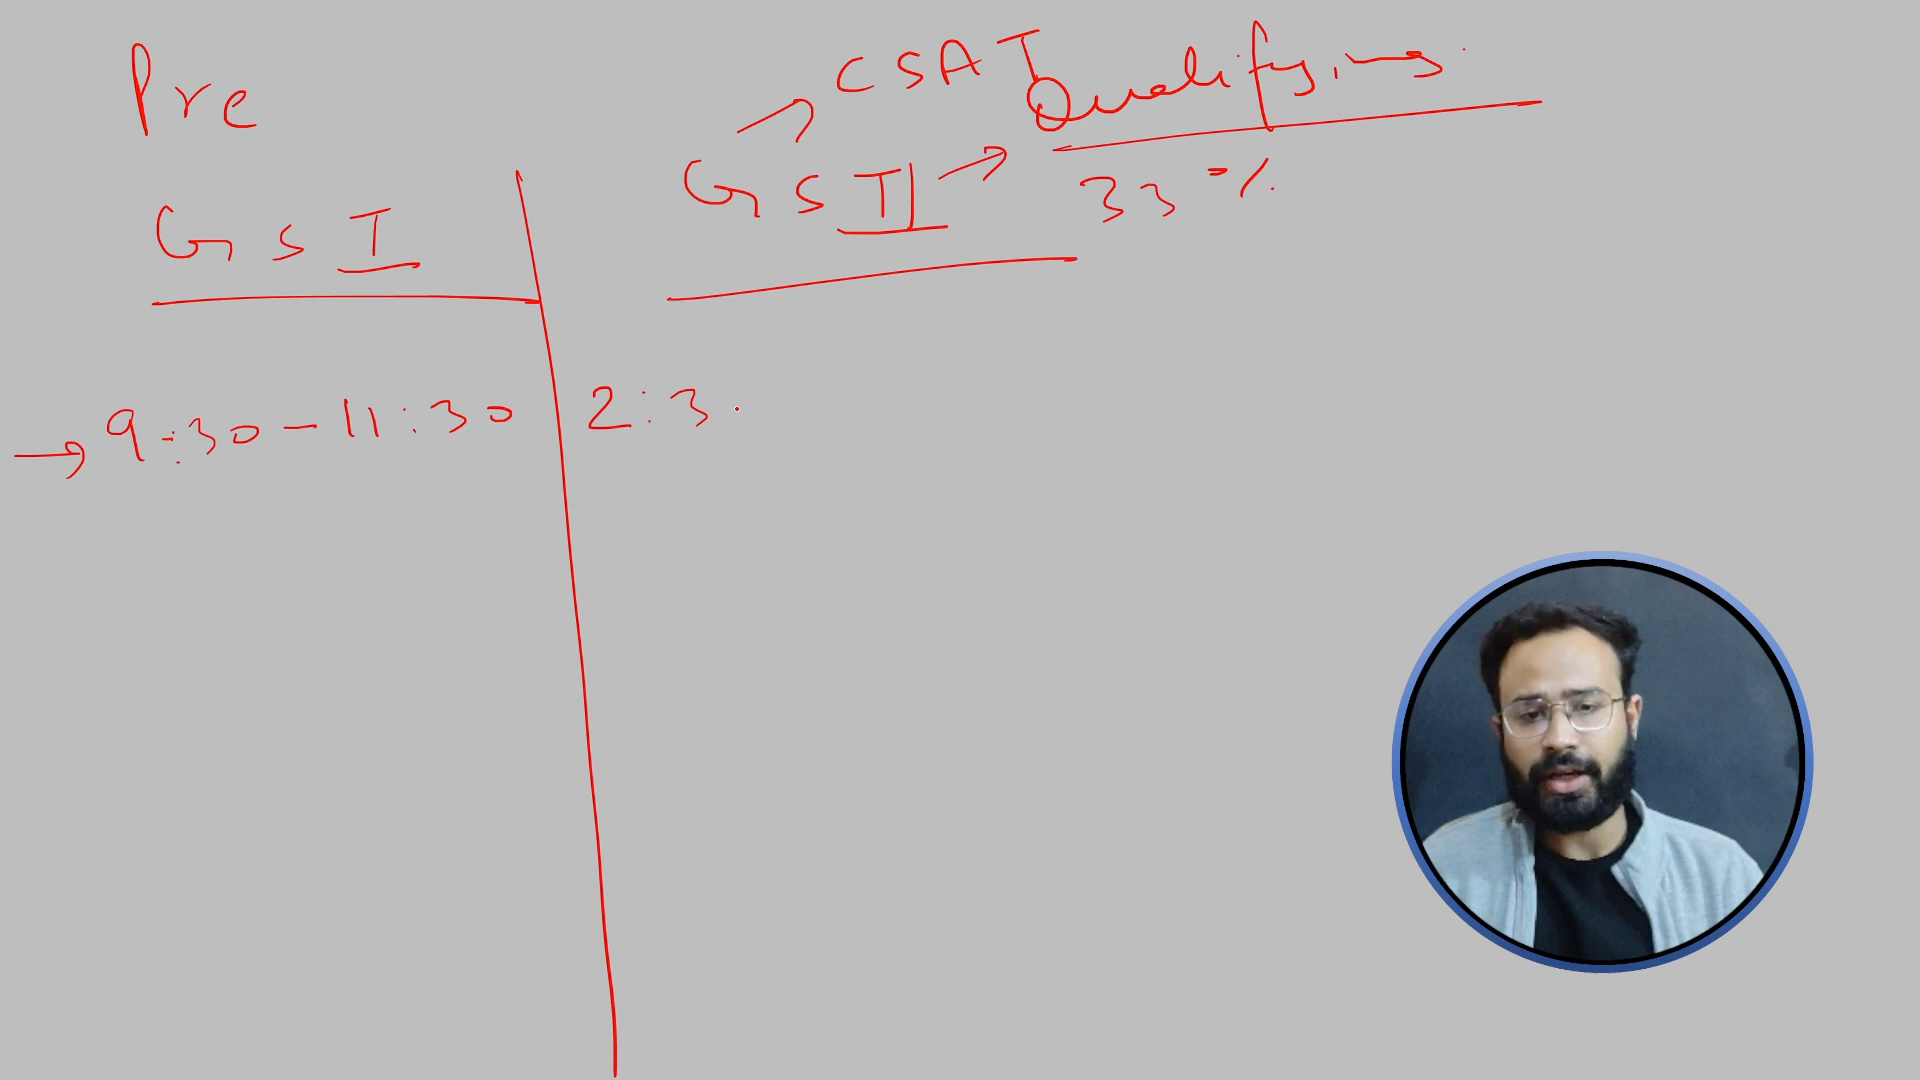 Pre
CSAT
Qualifying
GS I
GS II
33%
9:30-11:30
2:3